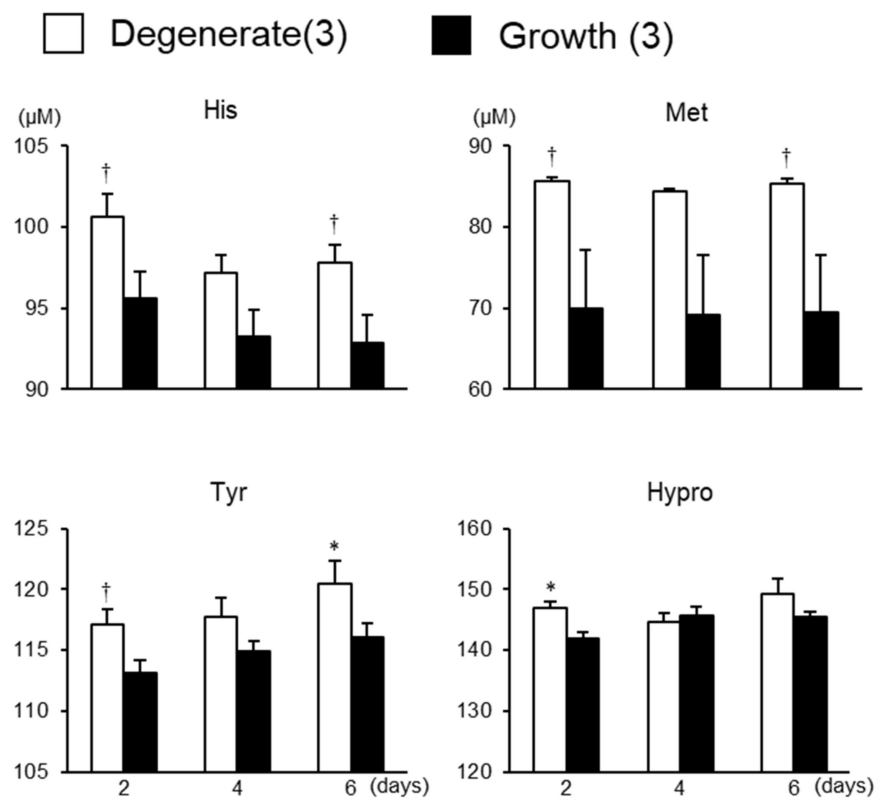 Degenerate(3) Growth (3)
His
(μM)
105
†
†
100
95
90
Met
(μM)
90
†
†
80
70
60
Tyr
125
*
†
120
115
110
105
2 4 6 (days)
Hypro
160
*
150
140
130
120
2 4 6 (days)